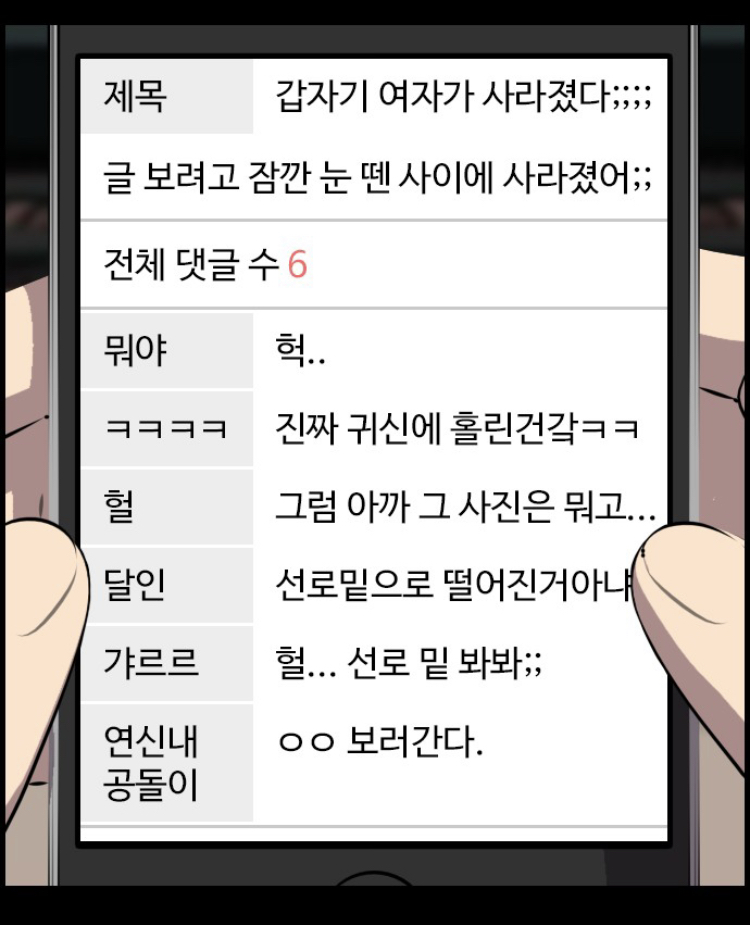 제목 갑자기 여자가 사라졌다;;;;
글 보려고 잠깐 눈 뗀 사이에 사라졌어;;
전체 댓글 수 6
뭐야 헉..
ㅋㅋㅋㅋ 진짜 귀신에 홀린건갘ㅋㅋ
헐 그럼 아까 그 사진은 뭐고...
달인 선로밑으로 떨어진거아냐
갸르르 헐... 선로 밑 봐봐;;
연신내 ㅇㅇ 보러간다.
공돌이